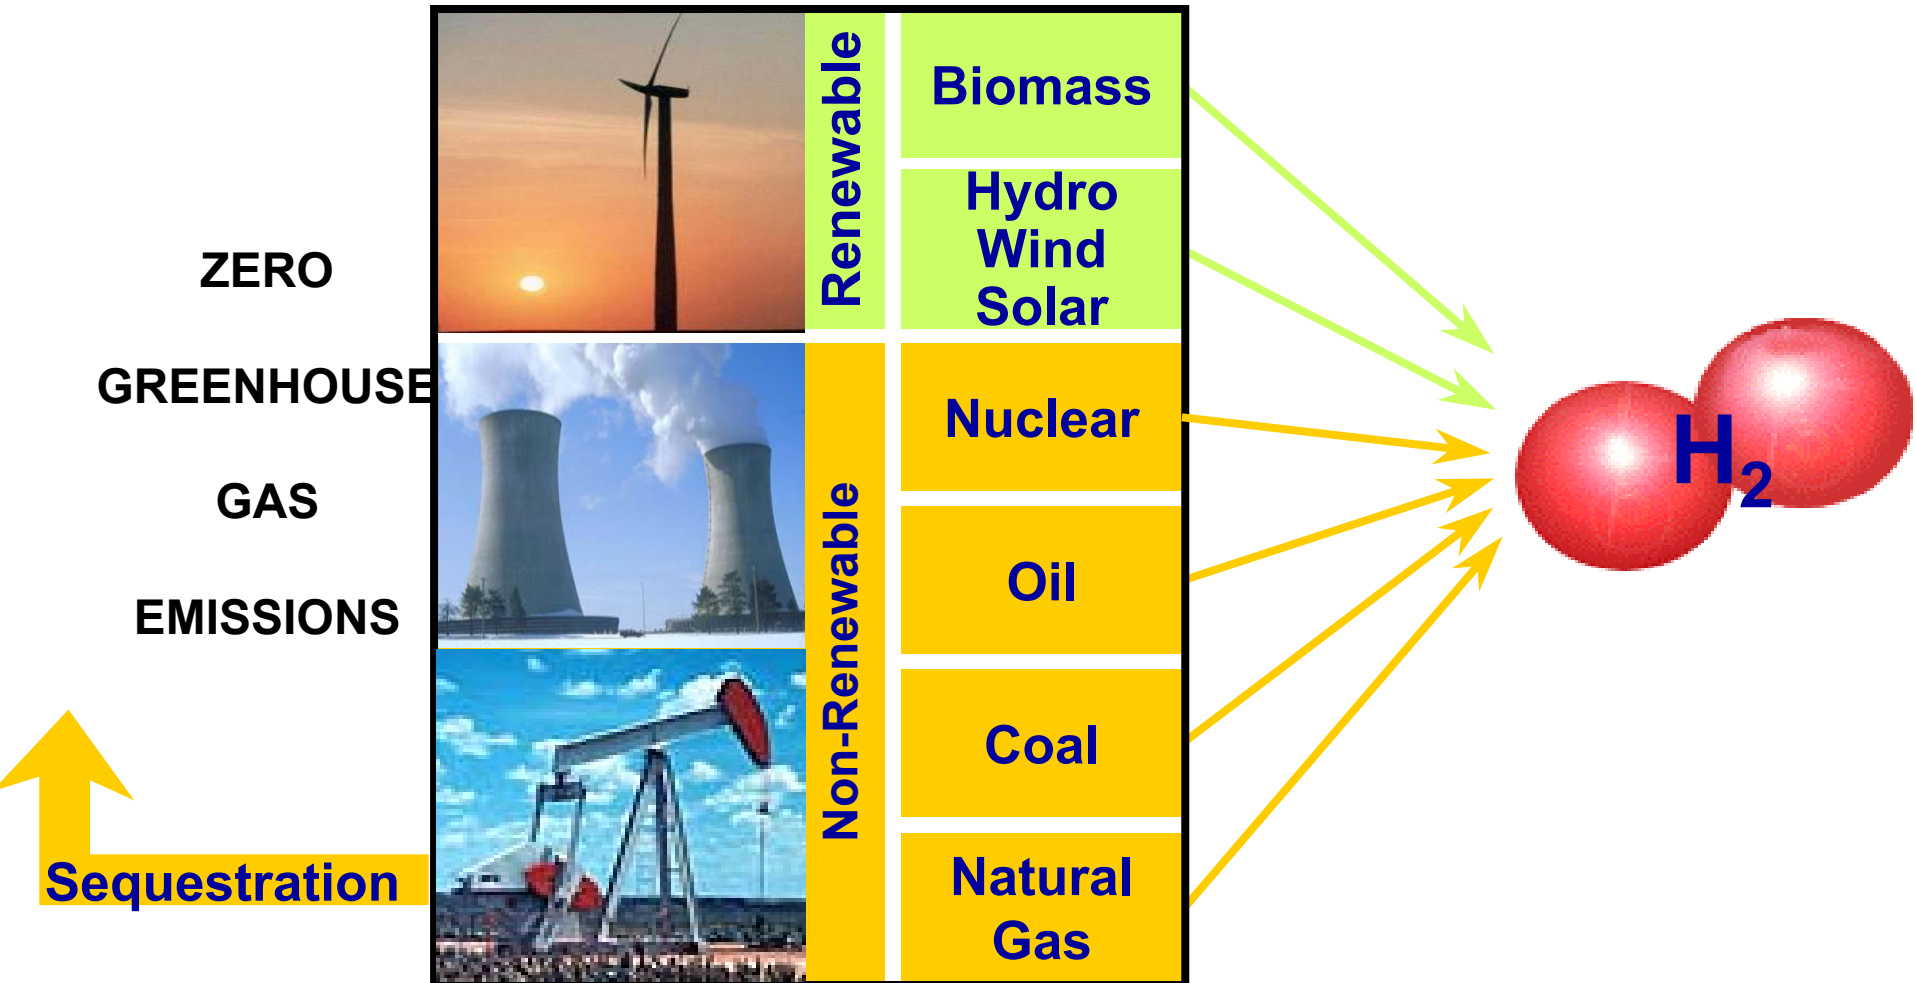 ZERO
GREENHOUSE
GAS
EMISSIONS
Sequestration
Renewable
Non-Renewable
Biomass
Hydro
Wind
Solar
Nuclear
Oil
Coal
Natural
Gas
H₂